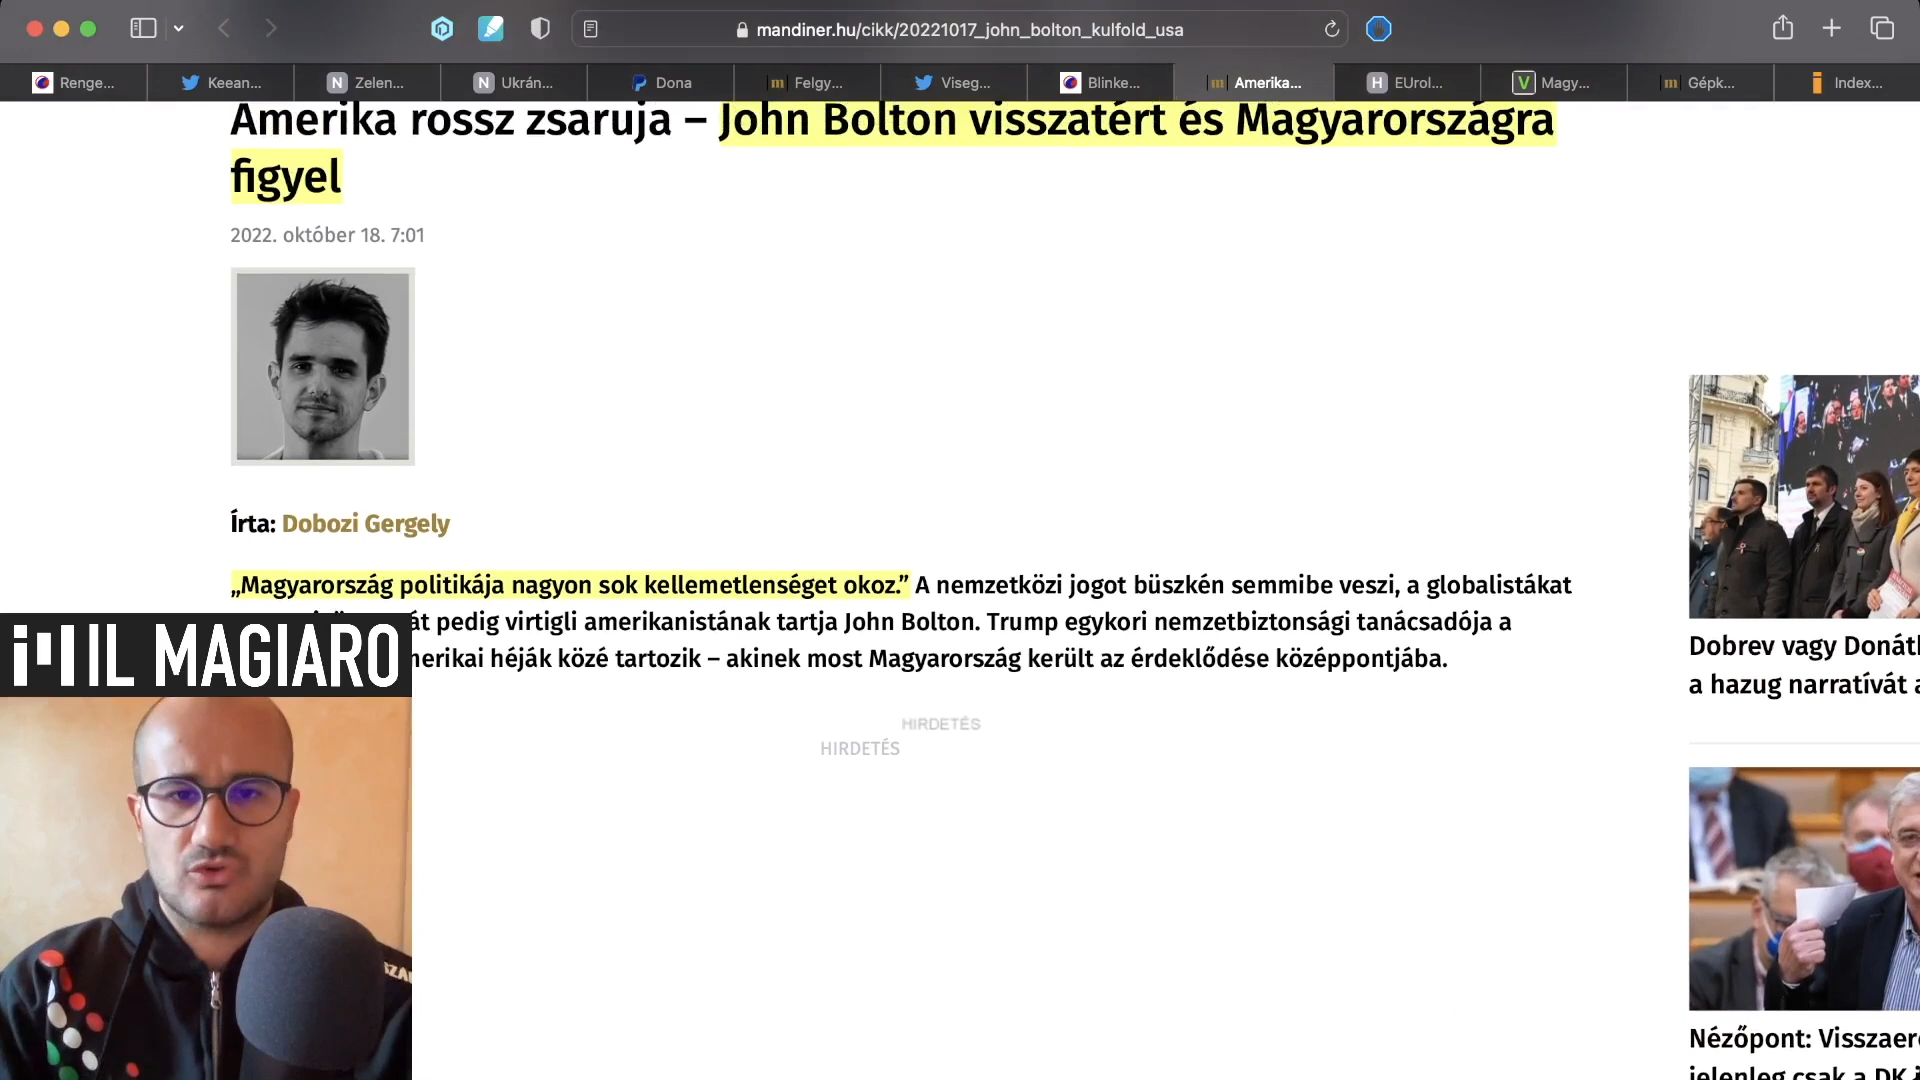 mandiner.hu/cikk/20221017_john_bolton_kulfold_usa
Renge...
Keean...
Zelen...
Ukrán...
Dona
Felgy...
Viseg...
Blinke...
Amerika...
EUrol...
Magy...
Gépk...
Index...
Amerika rossz zsaruja – John Bolton visszatért és Magyarországra
figyel
2022. október 18. 7:01
Írta: Dobozi Gergely
„Magyarország politikája nagyon sok kellemetlenséget okoz.” A nemzetközi jogot büszkén semmibe veszi, a globalistákat
pedig virtigli amerikanistának tartja John Bolton. Trump egykori nemzetbiztonsági tanácsadója a
héják közé tartozik – akinek most Magyarország került az érdeklődése középpontjába.
HIRDETÉS
HIRDETÉS
IL MAGIARO
Dobrev vagy Donáth
a hazug narratívát a
Nézőpont: Visszaer
jelenleg csak a DK